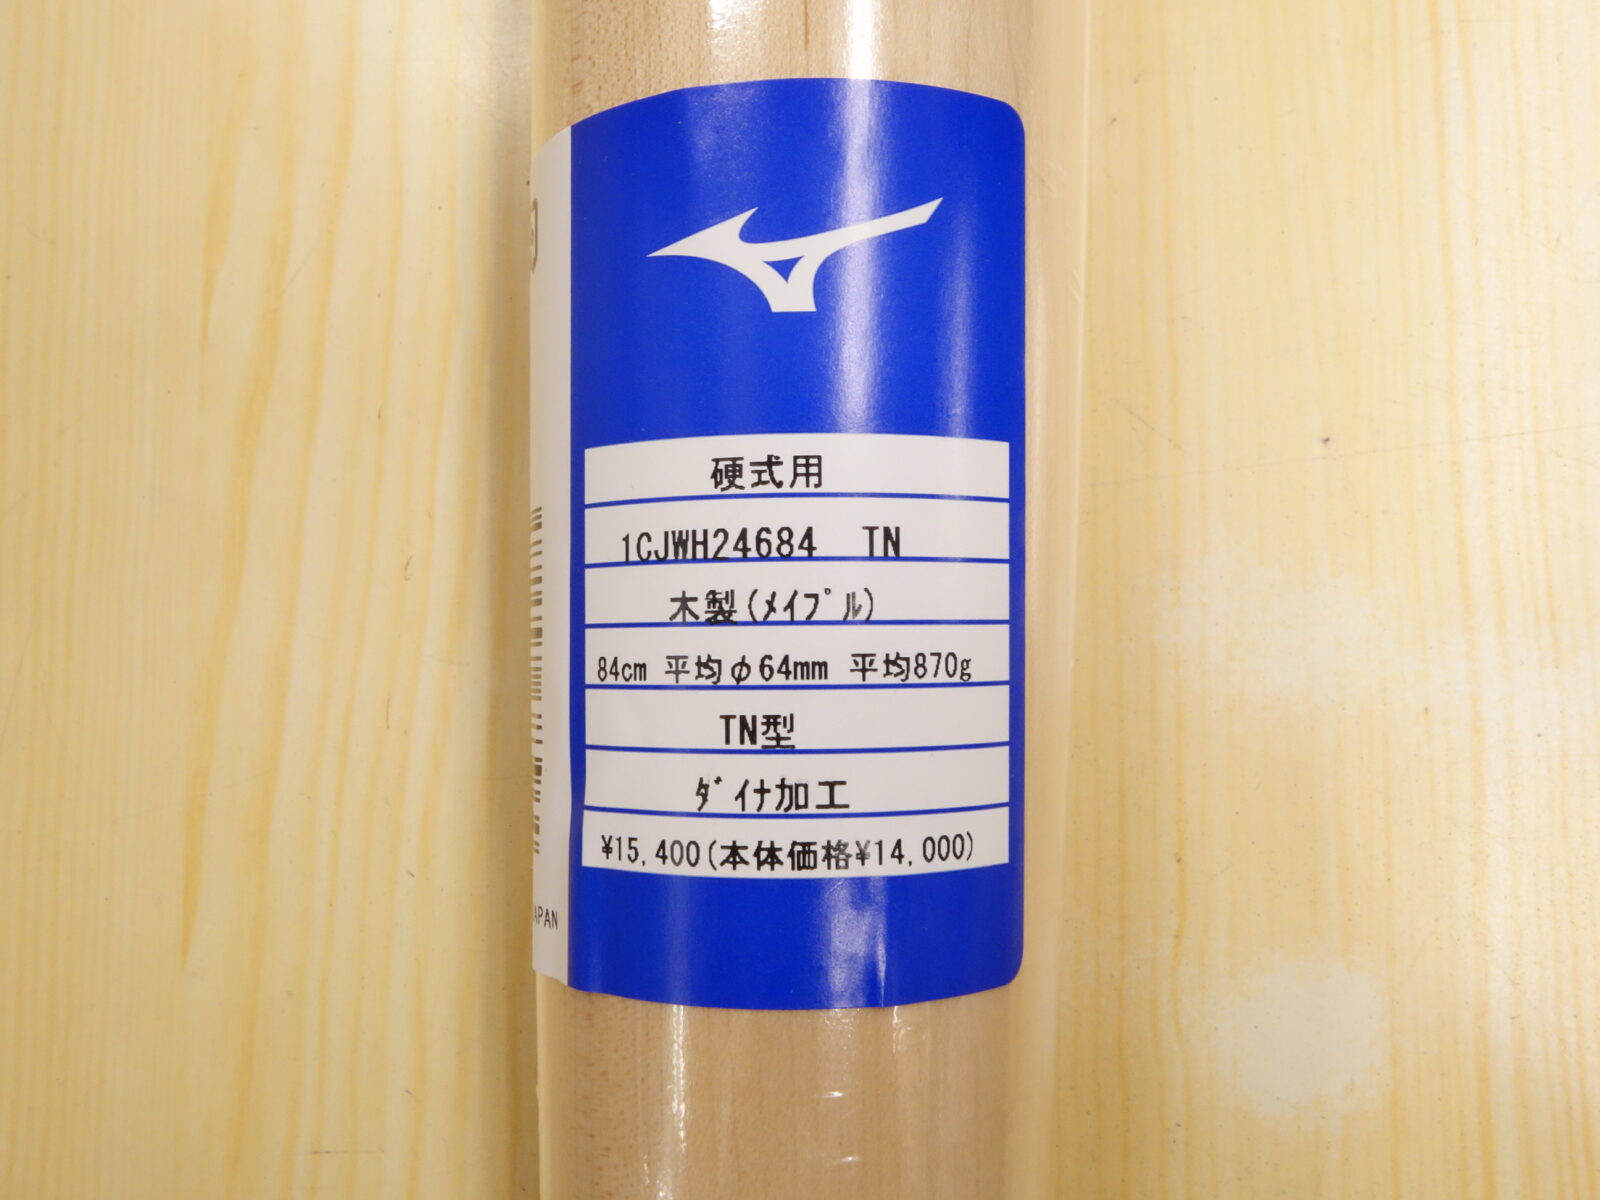 硬式用
1CJWH24684 TN
木製(ﾒｲﾌﾟﾙ)
84cm 平均φ64mm 平均870g
TN型
ﾀﾞｲﾅ加工
¥15,400(本体価格¥14,000)
APAN